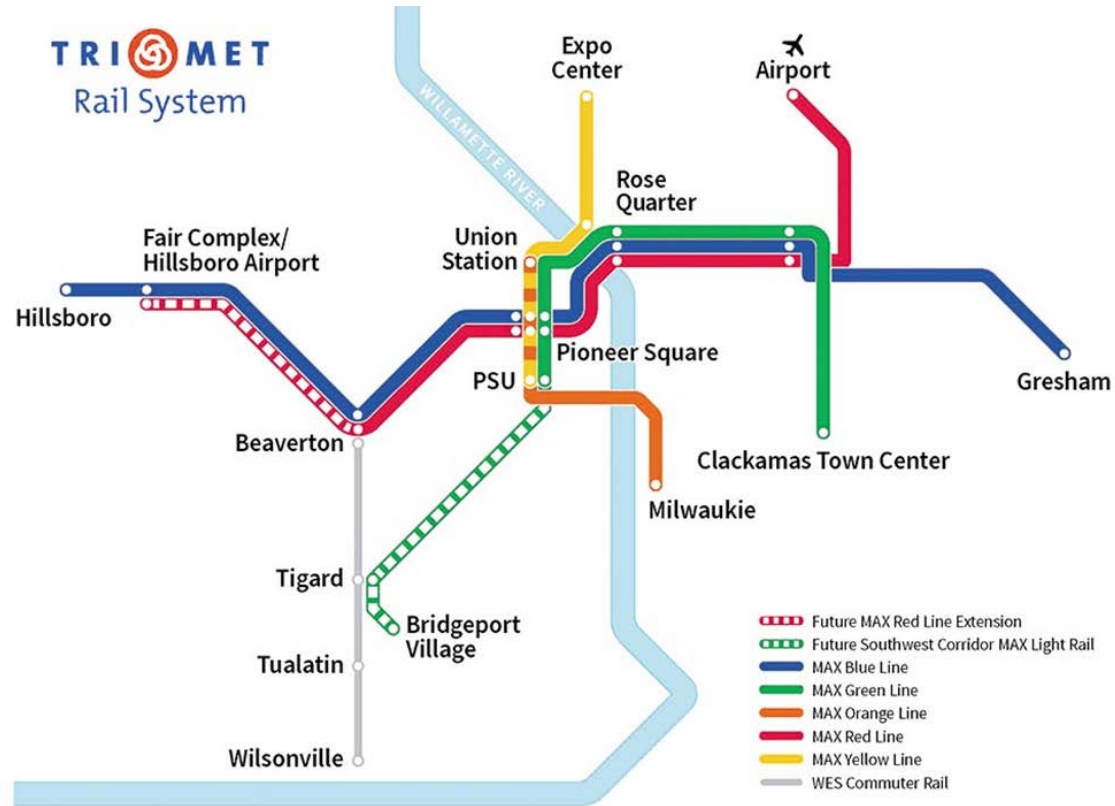 TRI MET
Rail System
WILLAMETTE RIVER
Expo
Center
Airport
Rose
Quarter
Union
Station
Fair Complex/
Hillsboro Airport
Hillsboro
Pioneer Square
PSU
Gresham
Beaverton
Clackamas Town Center
Milwaukie
Tigard
Bridgeport
Village
Tualatin
Wilsonville
Future MAX Red Line Extension
Future Southwest Corridor MAX Light Rail
MAX Blue Line
MAX Green Line
MAX Orange Line
MAX Red Line
MAX Yellow Line
WES Commuter Rail